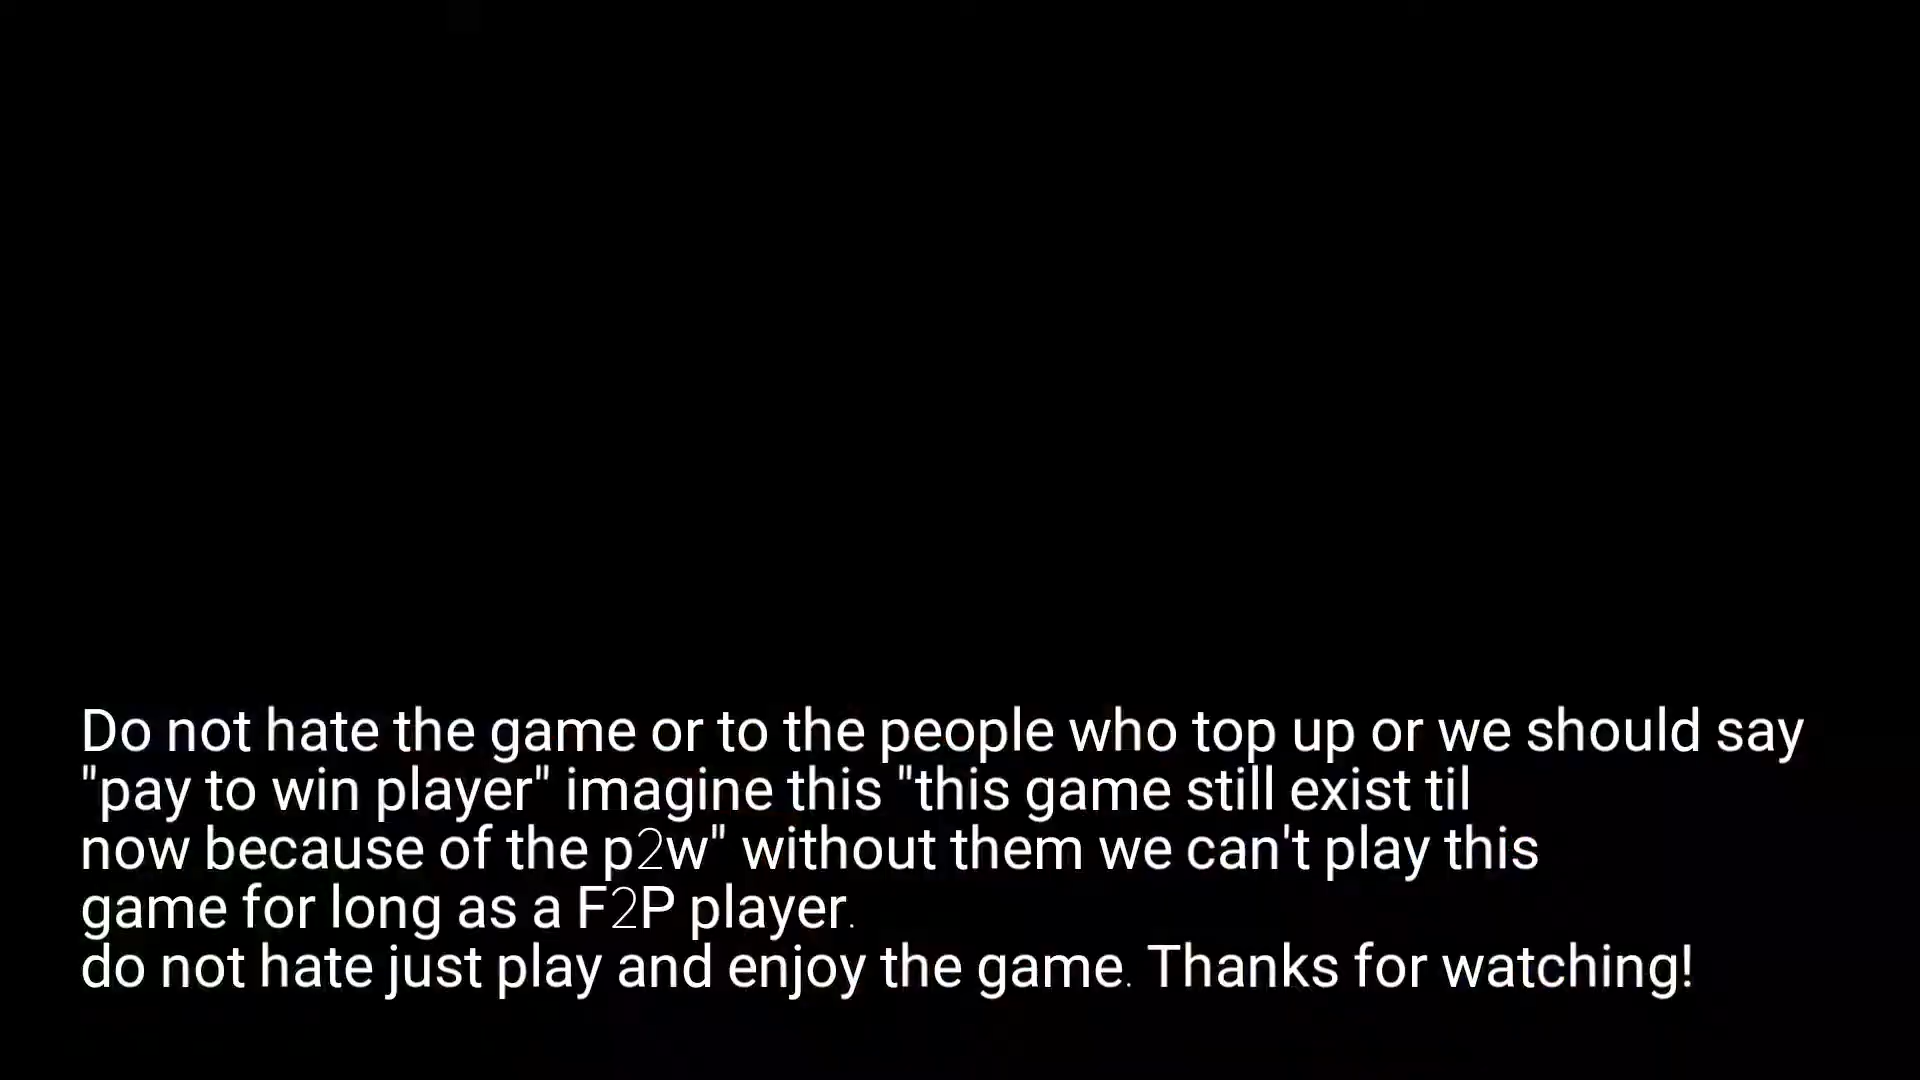 Do not hate the game or to the people who top up or we should say
"pay to win player" imagine this "this game still exist til
now because of the p2w" without them we can't play this
game for long as a F2P player.
do not hate just play and enjoy the game. Thanks for watching!